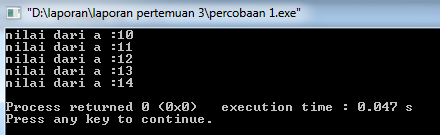 "D:\laporan\laporan pertemuan 3\percobaan 1.exe"
nilai dari a :10
nilai dari a :11
nilai dari a :12
nilai dari a :13
nilai dari a :14
Process returned 0 (0x0)   execution time : 0.047 s
Press any key to continue.